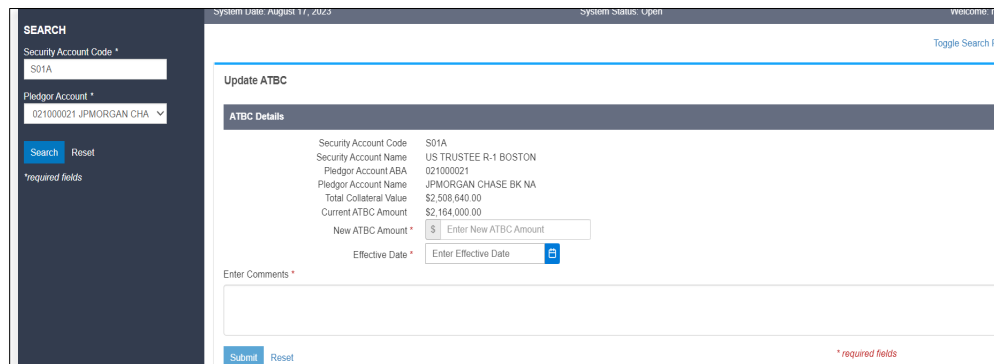 System Date: August 17, 2023 System Status: Open Welcome:
SEARCH
Security Account Code *
S01A
Pledgor Account *
021000021 JPMORGAN CHA
Search Reset
*required fields
Toggle Search
Update ATBC
ATBC Details
Security Account Code S01A
Security Account Name US TRUSTEE R-1 BOSTON
Pledgor Account ABA 021000021
Pledgor Account Name JPMORGAN CHASE BK NA
Total Collateral Value $2,508,640.00
Current ATBC Amount $2,164,000.00
New ATBC Amount * $ Enter New ATBC Amount
Effective Date * Enter Effective Date
Enter Comments *
Submit Reset
* required fields